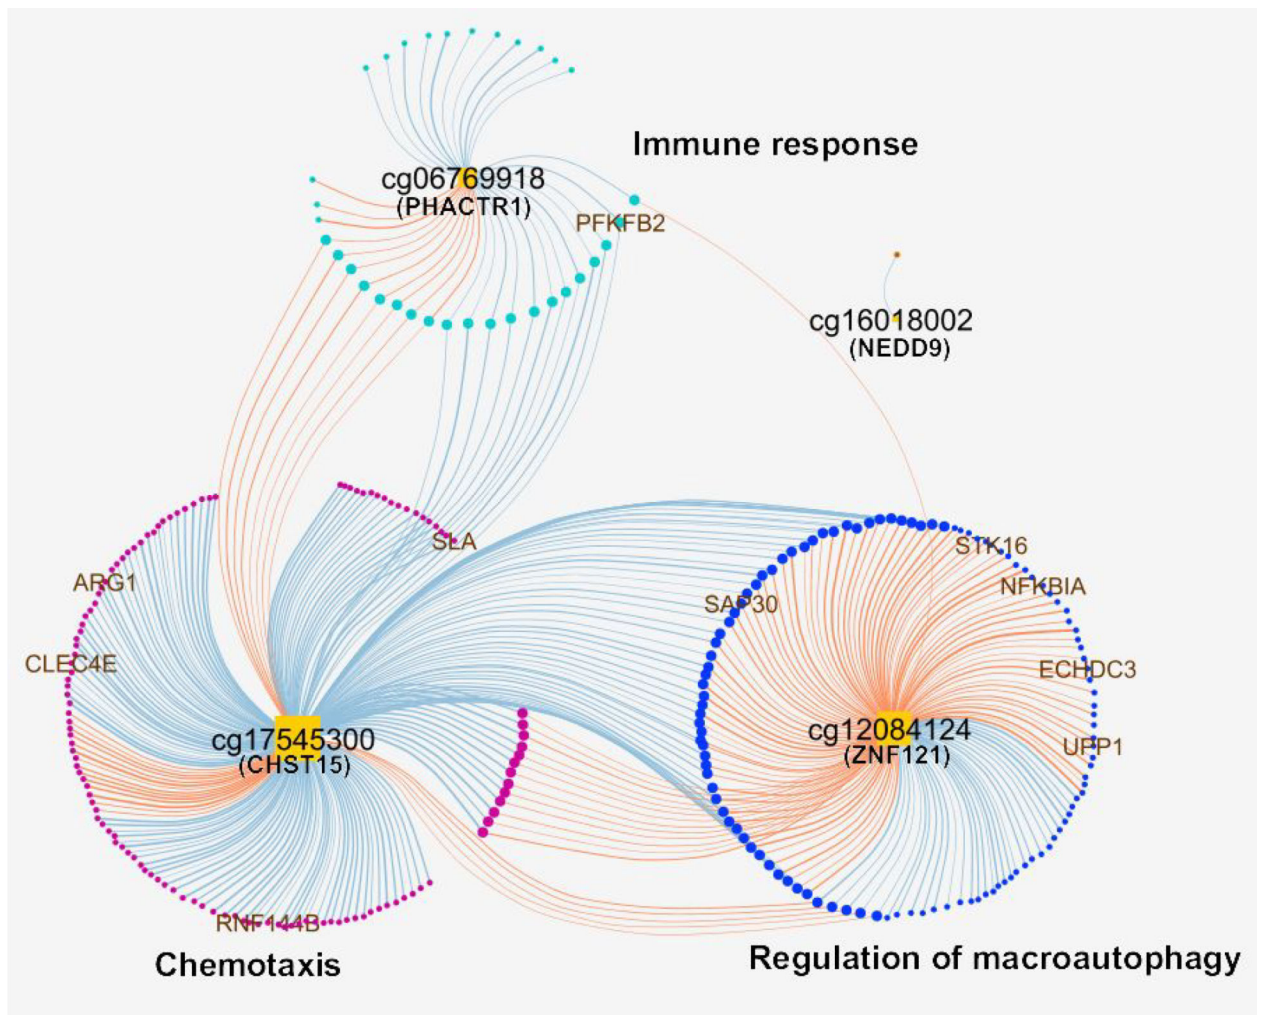 Immune response
cg06769918
(PHACTR1)
PFKFB2
cg16018002
(NEDD9)
SLA
STK16
ARG1
NFKBIA
SAP30
CLEC4E
ECHDC3
cg17545300
(CHST15)
cg12084124
(ZNF121)
UPP1
RNF144B
Chemotaxis
Regulation of macroautophagy